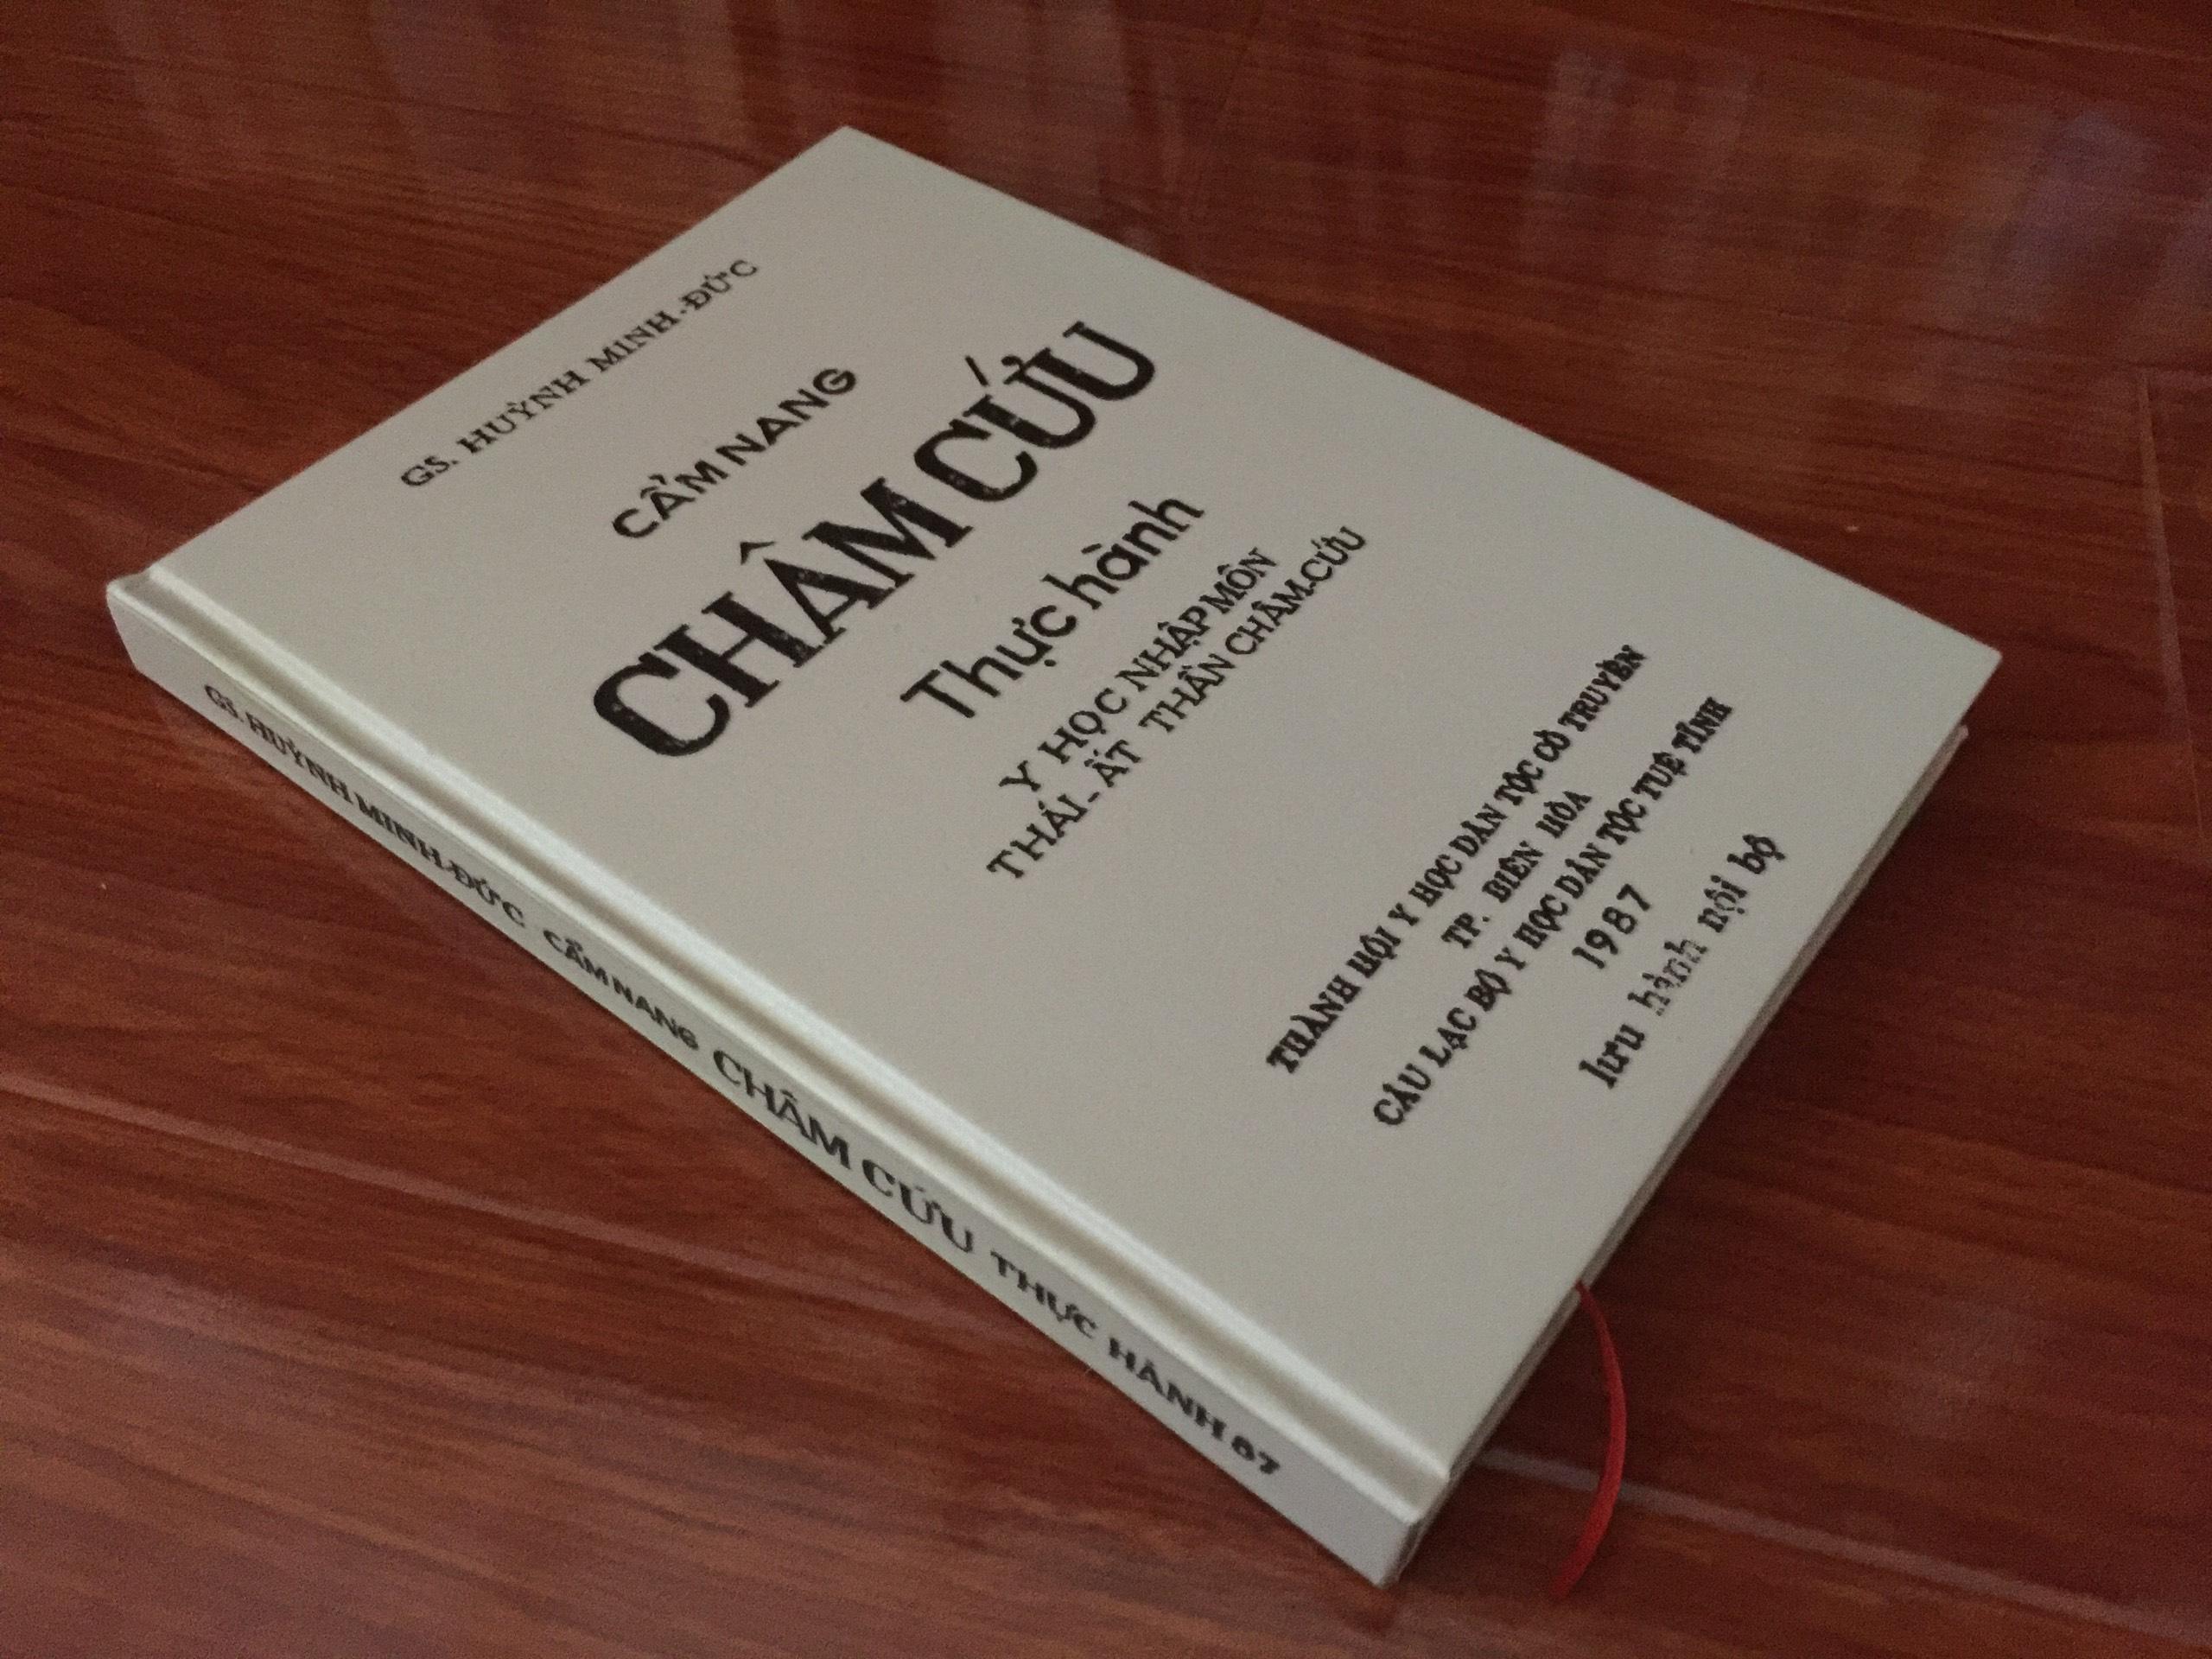 GS. HUỲNH MINH-ĐỨC
CẨM NANG
CHÂM CỨU
Thực hành
Y HỌC NHẬP MÔN
THÁI-ẤT THẦN CHÂM-CỨU
THÀNH HỘI Y HỌC DÂN TỘC CỔ TRUYỀN
TP. BIÊN HÒA
CÂU LẠC BỘ Y HỌC DÂN TỘC TUỆ TĨNH
1987
lưu hành nội bộ
GS. HUỲNH MINH-ĐỨC CẨM NANG CHÂM CỨU THỰC HÀNH 87